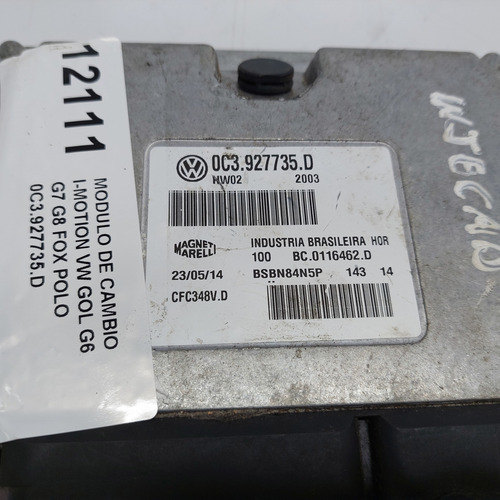 12111
MODULO DE CAMBIO
I-MOTION VW GOL G6
G7 G8 FOX POLO
0C3.927735.D
0C3.927735.D
HW02 2003
MAGNETI
MARELLI
INDUSTRIA BRASILEIRA HOR
100 BC.0116462.D
23/05/14 BSBN84N5P 143 14
CFC348V.D